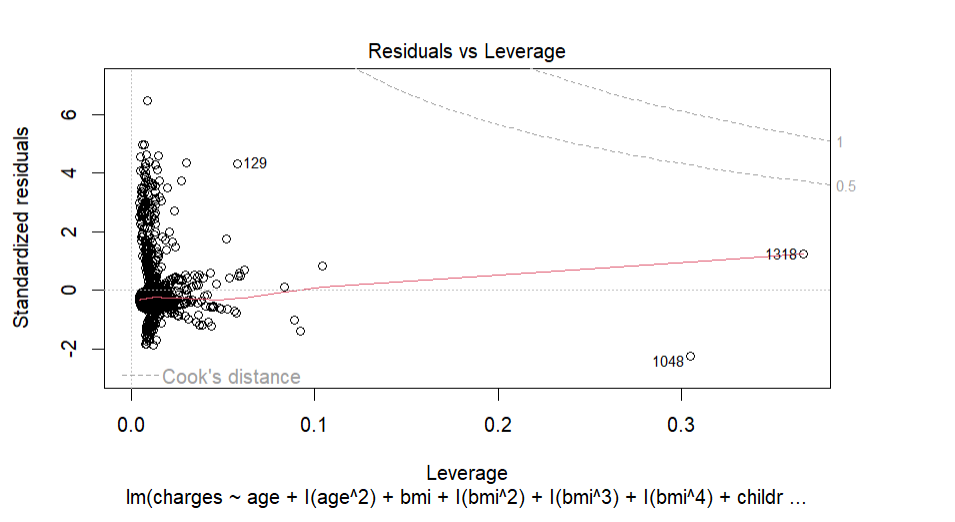 Residuals vs Leverage
Standardized residuals
6
4
2
0
-2
129
1318
1048
1
0.5
Cook's distance
0.0 0.1 0.2 0.3
Leverage
lm(charges ~ age + I(age^2) + bmi + I(bmi^2) + I(bmi^3) + I(bmi^4) + childr ...